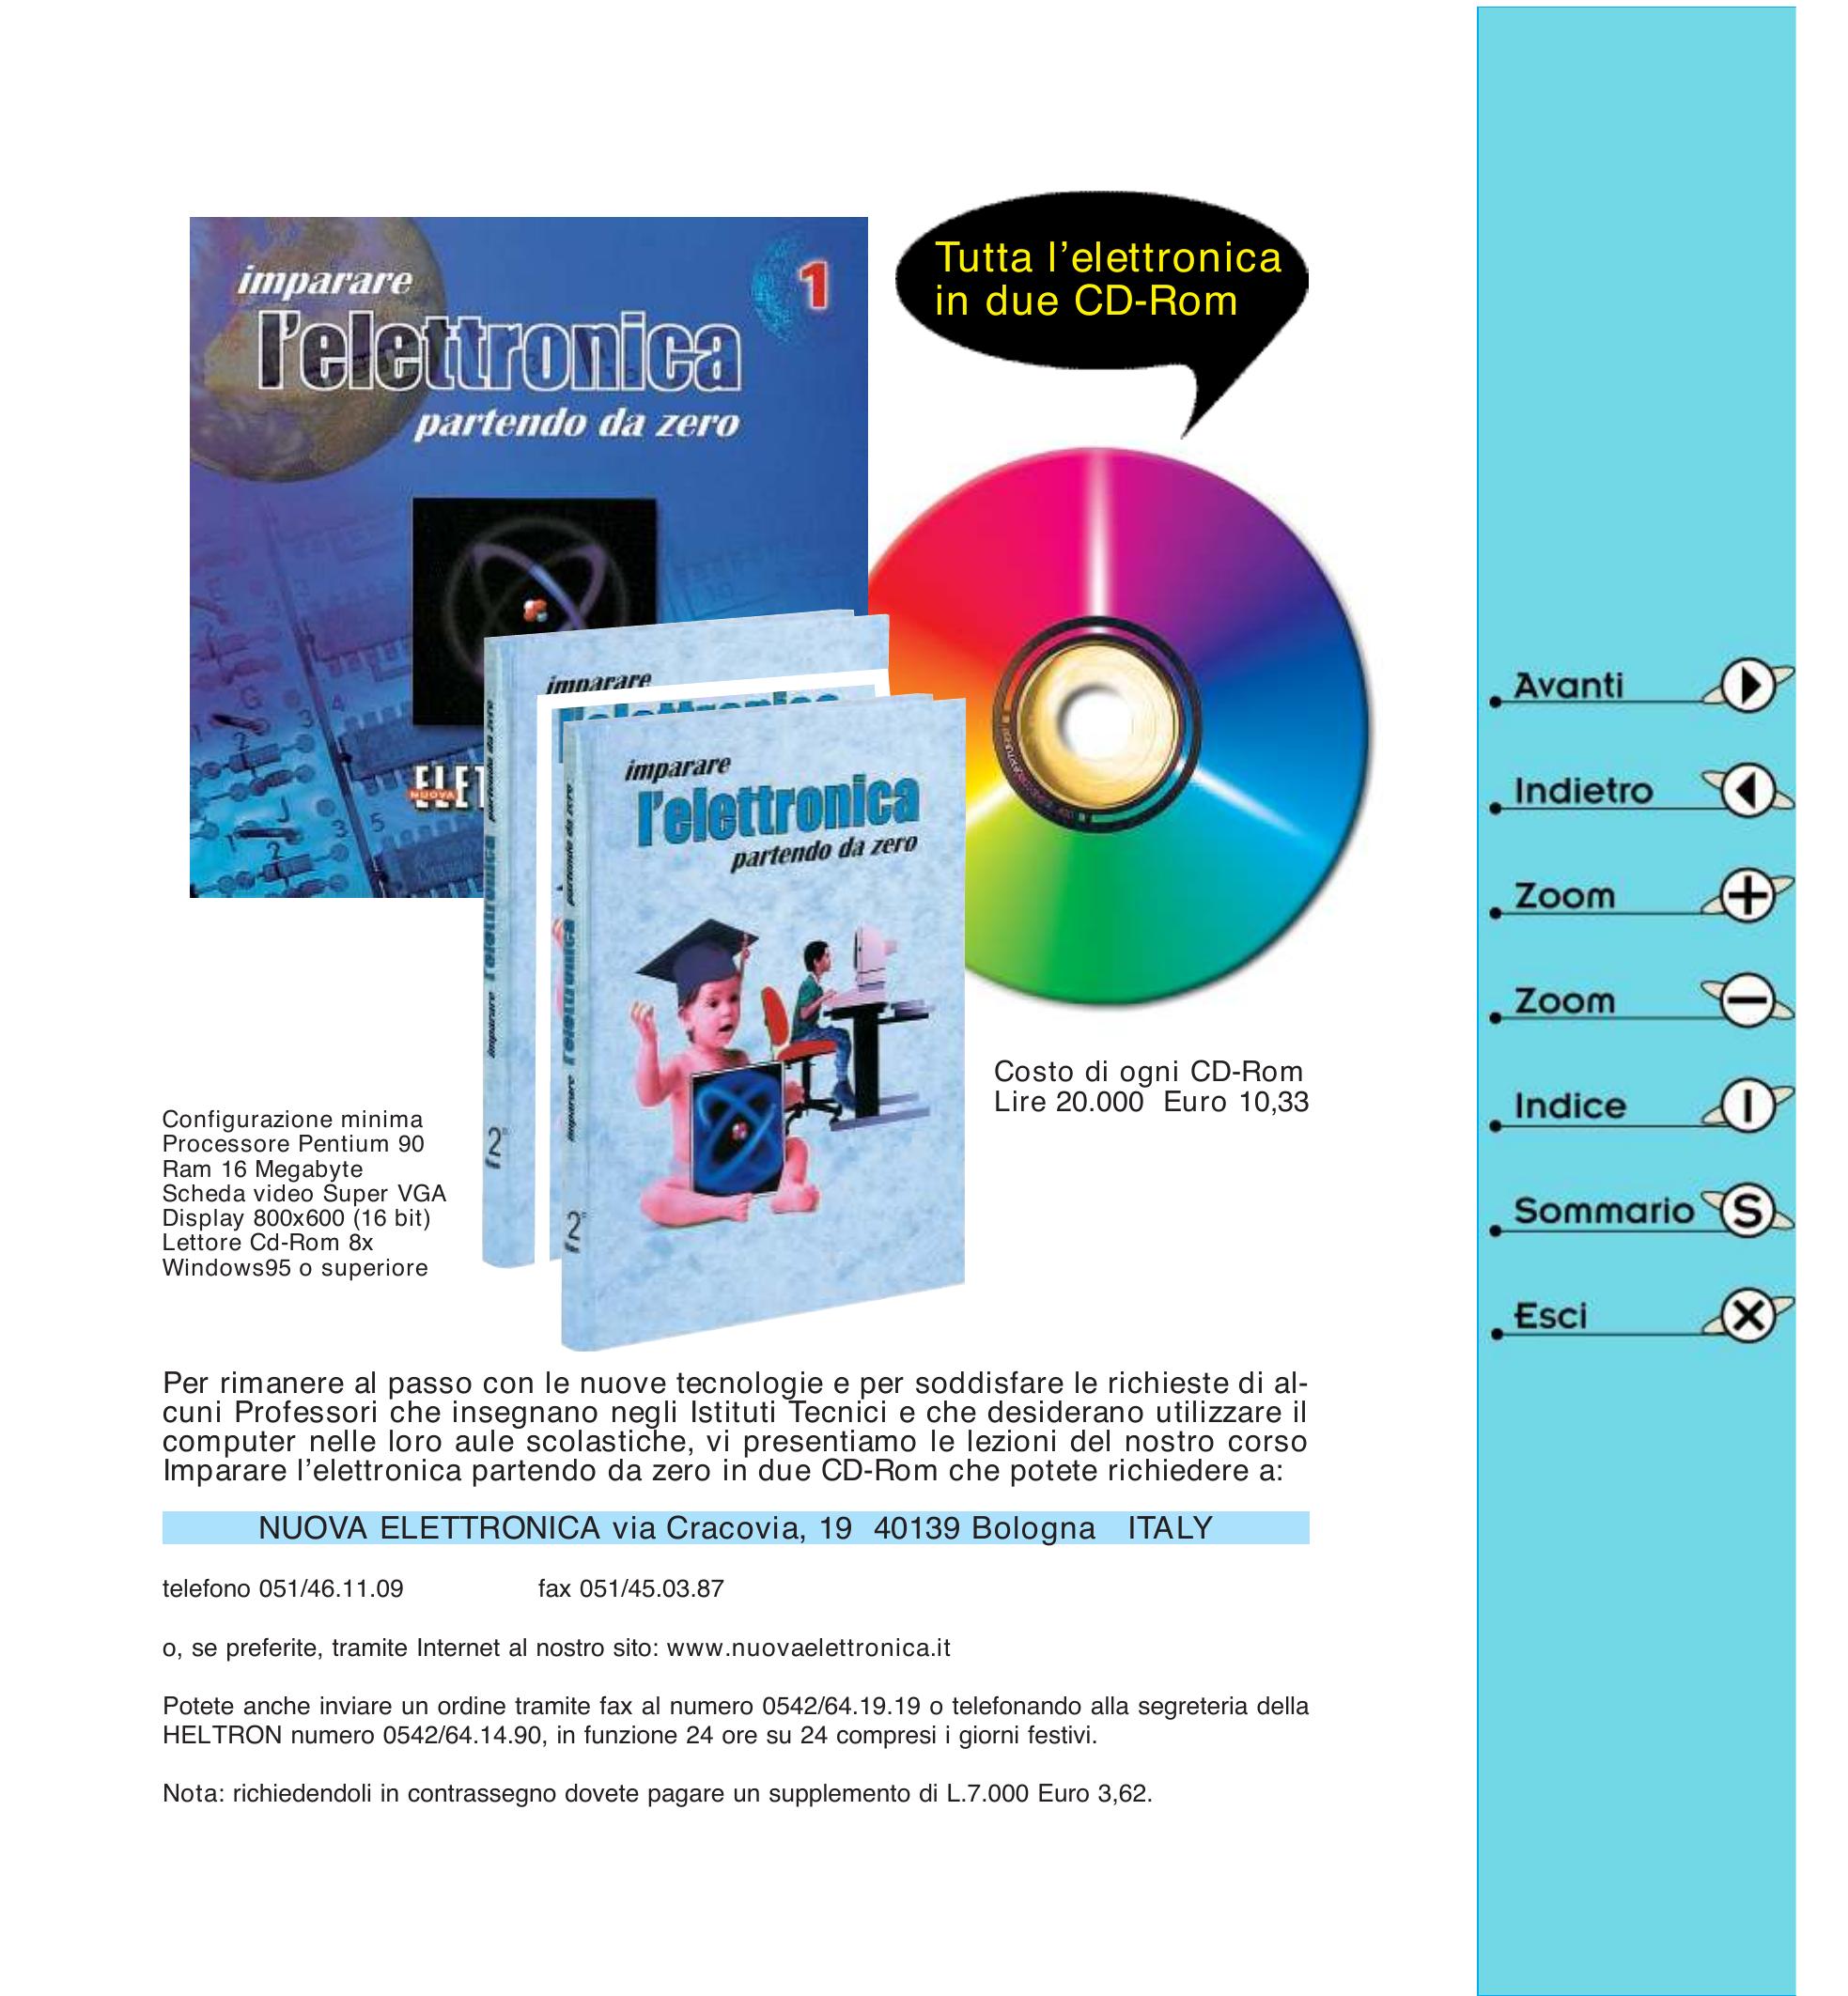 imparare
l'elettronica
partendo da zero
1
Tutta l'elettronica
in due CD-Rom
NUOVA
imparare
imparare
l'elettronica
partendo da zero
imparare l'elettronica partendo da zero
2°
imparare l'elettronica partendo da zero
2°
Costo di ogni CD-Rom
Lire 20.000 Euro 10,33
Configurazione minima
Processore Pentium 90
Ram 16 Megabyte
Scheda video Super VGA
Display 800x600 (16 bit)
Lettore Cd-Rom 8x
Windows95 o superiore
Per rimanere al passo con le nuove tecnologie e per soddisfare le richieste di al-
cuni Professori che insegnano negli Istituti Tecnici e che desiderano utilizzare il
computer nelle loro aule scolastiche, vi presentiamo le lezioni del nostro corso
Imparare l'elettronica partendo da zero in due CD-Rom che potete richiedere a:
NUOVA ELETTRONICA via Cracovia, 19 40139 Bologna ITALY
telefono 051/46.11.09 fax 051/45.03.87
o, se preferite, tramite Internet al nostro sito: www.nuovaelettronica.it
Potete anche inviare un ordine tramite fax al numero 0542/64.19.19 o telefonando alla segreteria della
HELTRON numero 0542/64.14.90, in funzione 24 ore su 24 compresi i giorni festivi.
Nota: richiedendoli in contrassegno dovete pagare un supplemento di L.7.000 Euro 3,62.
Avanti
Indietro
Zoom +
Zoom −
Indice I
Sommario S
Esci X